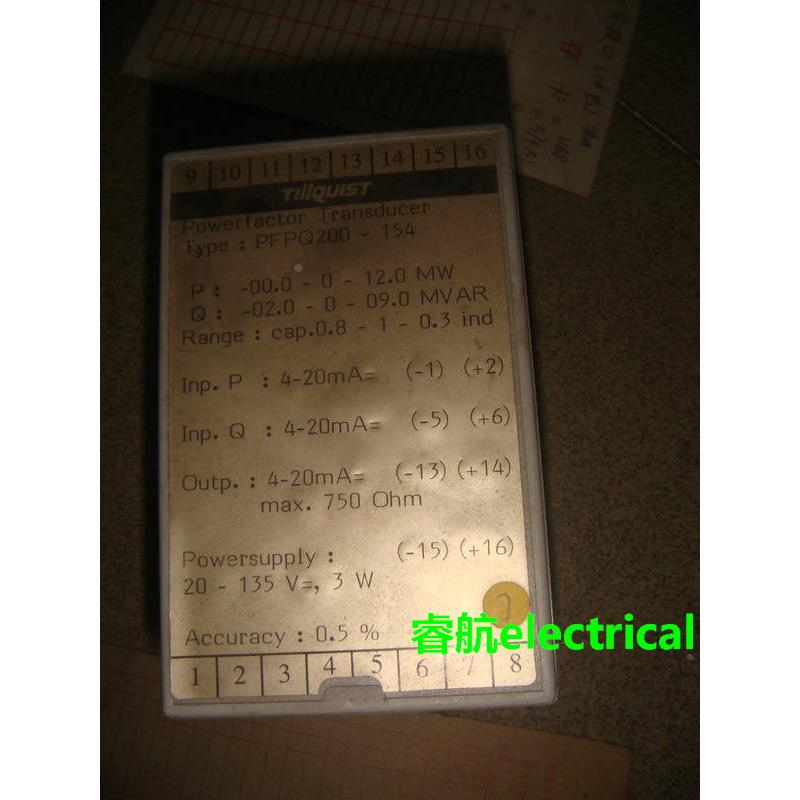 存卡
9 10 11 12 13 14 15 16
TillQUIST
Powerfactor Transducer
Type : PFPQ200 - 154
P : -00.0 - 0 - 12.0 MW
Q : -02.0 - 0 - 09.0 MVAR
Range : cap.0.8 - 1 - 0.3 ind
Inp. P : 4-20mA= (-1) (+2)
Inp. Q : 4-20mA= (-5) (+6)
Outp. : 4-20mA= (-13) (+14)
max. 750 Ohm
Powersupply : (-15) (+16)
20 - 135 V=, 3 W
7
Accuracy : 0.5 %
睿航electrical
1 2 3 4 5 6 7 8